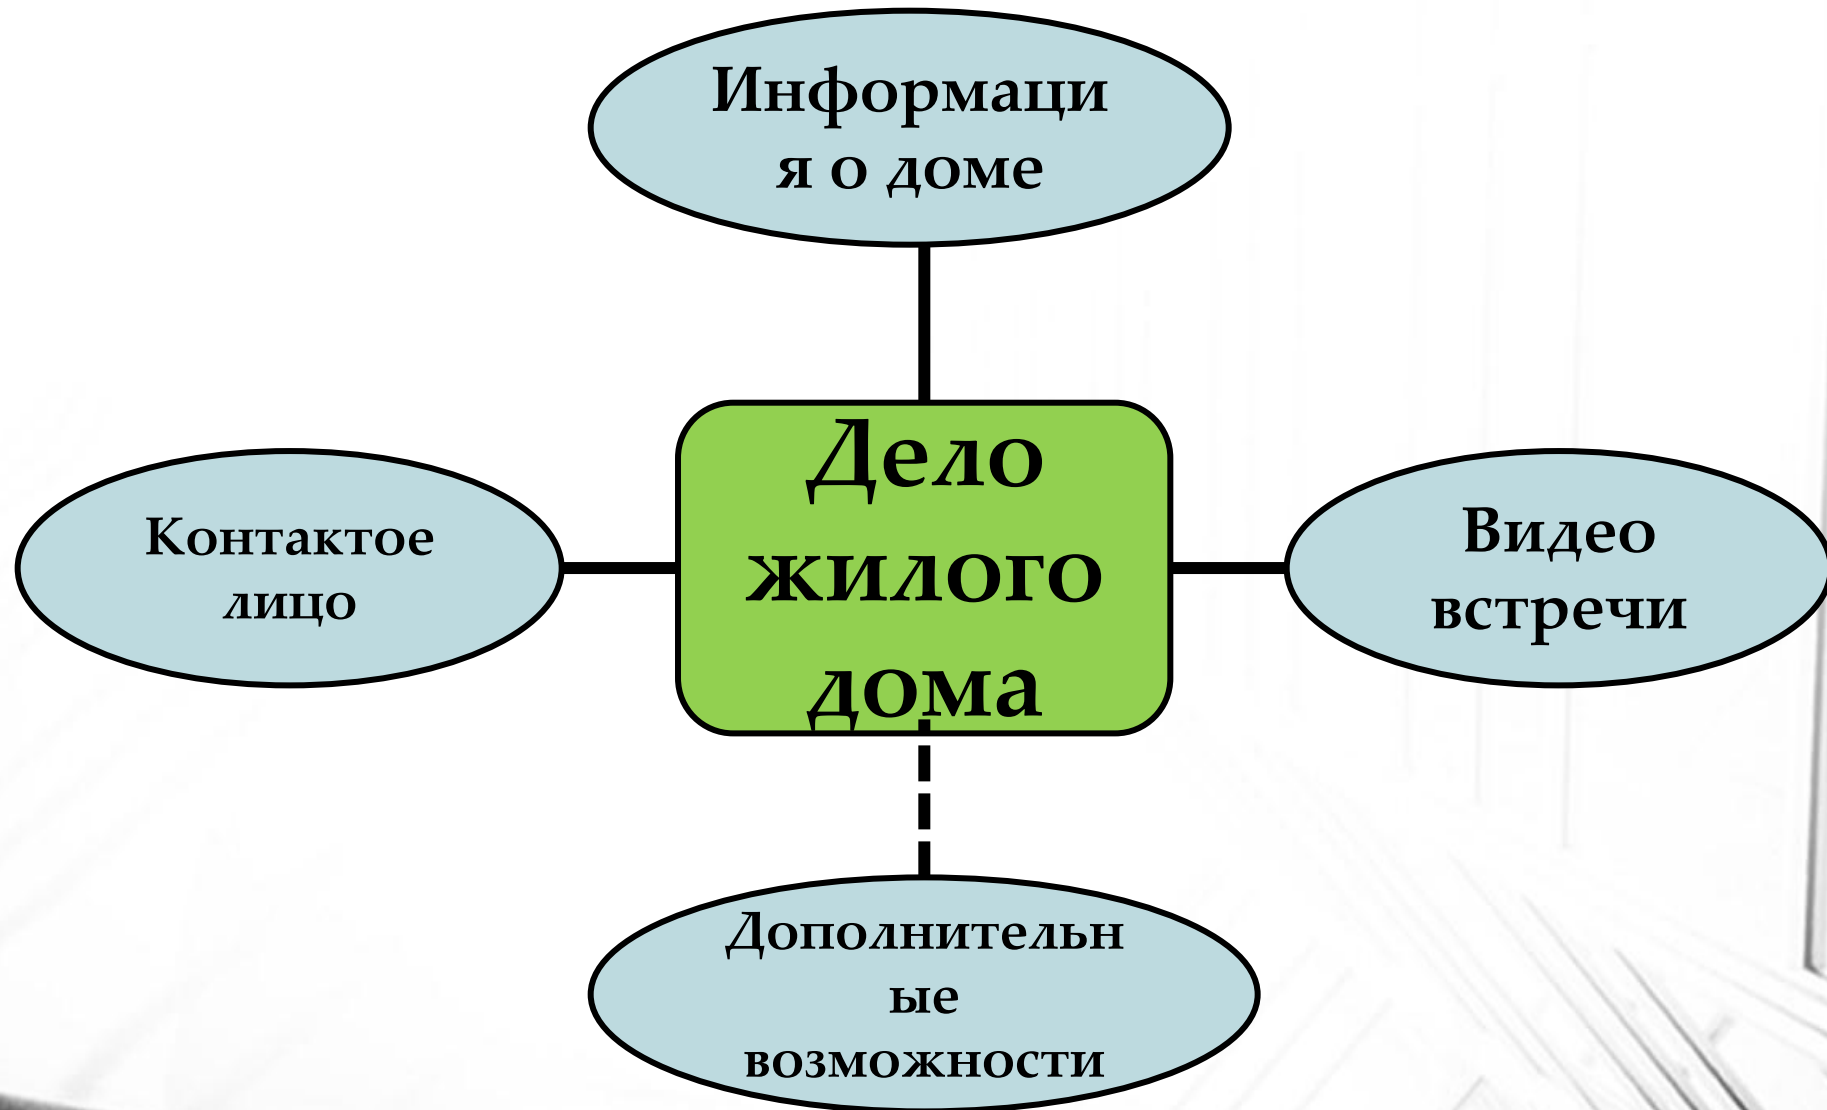 Информаци
я о доме
Дело
жилого
дома
Контактое
лицо
Видео
встречи
Дополнительн
ые
возможности